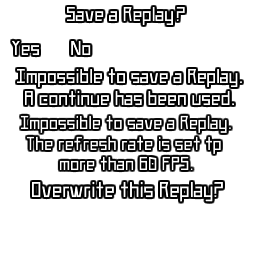 Save a Replay?
Yes No
Impossible to save a Replay.
A continue has been used.
Impossible to save a Replay.
The refresh rate is set tp
more than 60 FPS.
Overwrite this Replay?